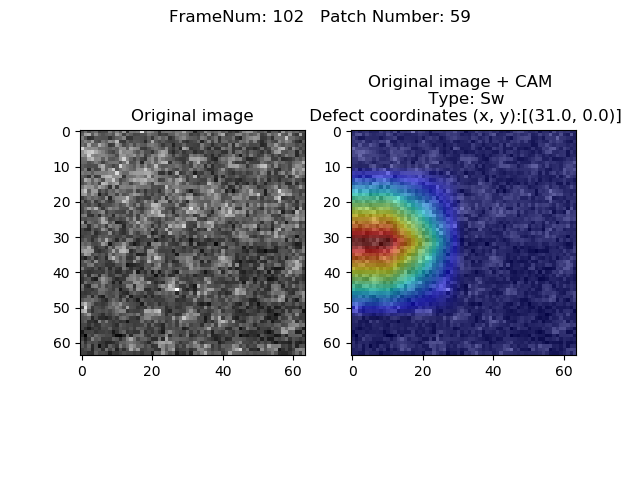 FrameNum: 102   Patch Number: 59
Original image
0
10
20
30
40
50
60
0 20 40 60
Original image + CAM
Type: Sw
Defect coordinates (x, y):[(31.0, 0.0)]
0
10
20
30
40
50
60
0 20 40 60